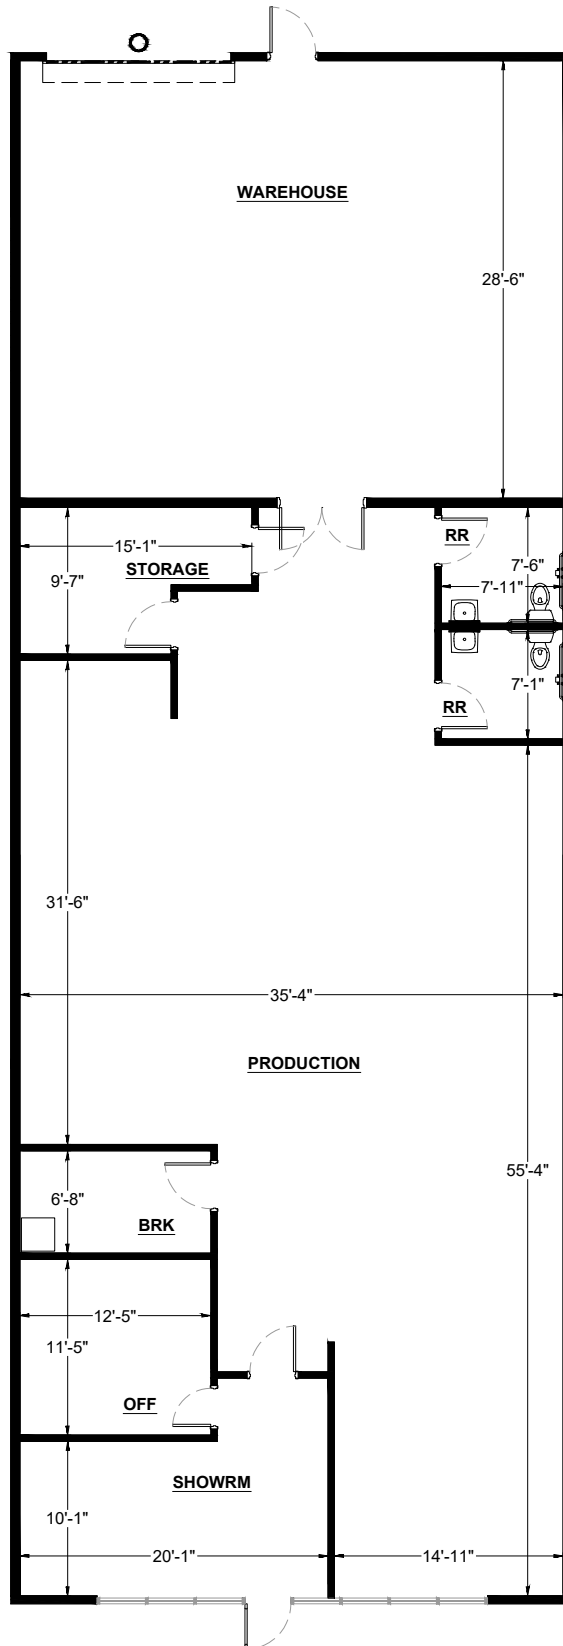 WAREHOUSE
28'-6"
15'-1"
STORAGE
9'-7"
RR
7'-6"
7'-11"
7'-1"
RR
31'-6"
35'-4"
PRODUCTION
55'-4"
6'-8"
BRK
12'-5"
11'-5"
OFF
SHOWRM
10'-1"
20'-1"
14'-11"